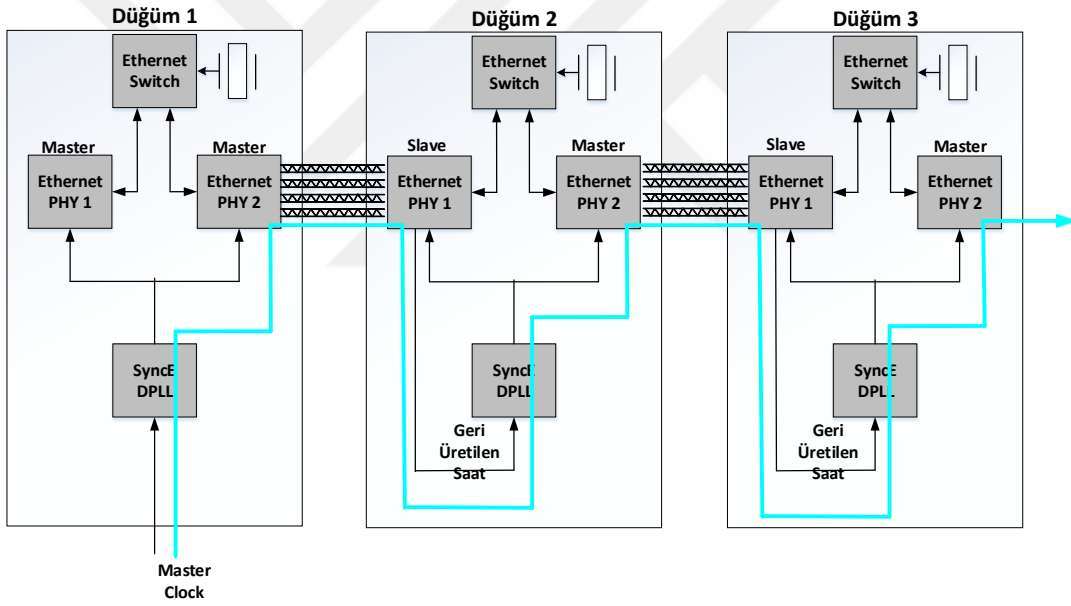 Düğüm 1
Ethernet
Switch
Master
Master
Ethernet
PHY 1
Ethernet
PHY 2
SyncE
DPLL
Master
Clock
Düğüm 2
Ethernet
Switch
Slave
Master
Ethernet
PHY 1
Ethernet
PHY 2
SyncE
DPLL
Geri
Üretilen
Saat
Düğüm 3
Ethernet
Switch
Slave
Master
Ethernet
PHY 1
Ethernet
PHY 2
SyncE
DPLL
Geri
Üretilen
Saat